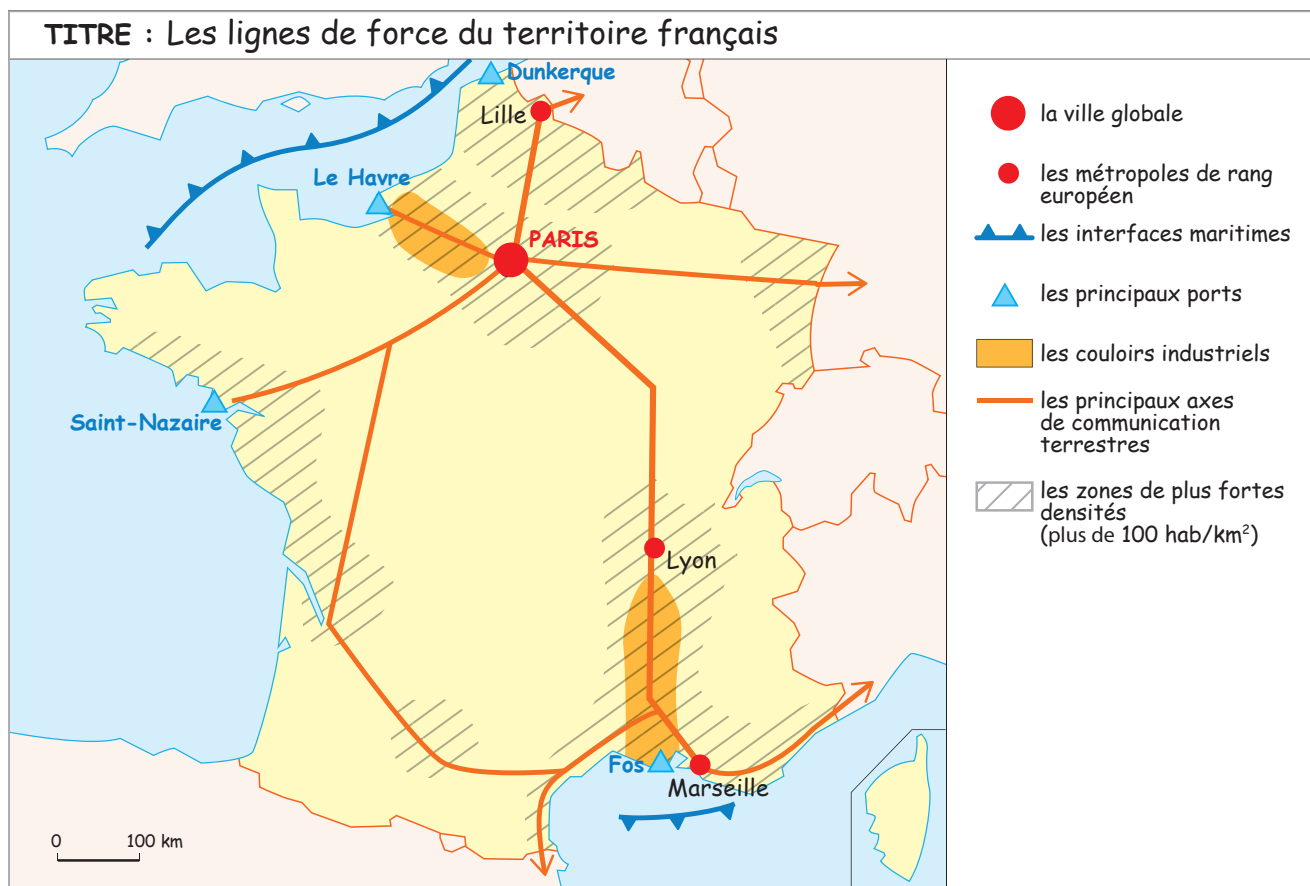 TITRE : Les lignes de force du territoire français
Dunkerque
Lille
Le Havre
PARIS
Saint-Nazaire
Lyon
Fos
Marseille
0 100 km
la ville globale
les métropoles de rang
européen
les interfaces maritimes
les principaux ports
les couloirs industriels
les principaux axes
de communication
terrestres
les zones de plus fortes
densités
(plus de 100 hab/km²)